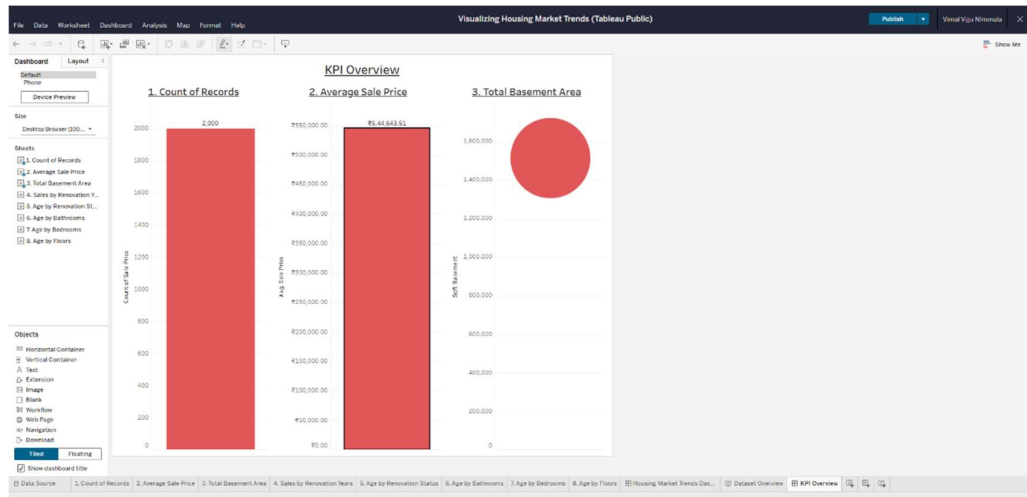 Visualizing Housing Market Trends (Tableau Public)
Publish
Vimal Vijju Nimmala
File Data Worksheet Dashboard Analysis Map Format Help
Show Me
Dashboard Layout
Default
Phone
Device Preview
Size
Desktop Browser (100...
Sheets
1. Count of Records
2. Average Sale Price
3. Total Basement Area
4. Sales by Renovation Y...
5. Age by Renovation St...
6. Age by Bathrooms
7. Age by Bedrooms
8. Age by Floors
Objects
Horizontal Container
Vertical Container
Text
Extension
Image
Blank
Workflow
Web Page
Navigation
Download
Tiled Floating
Show dashboard title
KPI Overview
1. Count of Records
2,000
Count of Sale Price
2000
1800
1600
1400
1200
1000
800
600
400
200
0
2. Average Sale Price
₹5,44,643.51
Avg. Sale Price
₹550,000.00
₹500,000.00
₹450,000.00
₹400,000.00
₹350,000.00
₹300,000.00
₹250,000.00
₹200,000.00
₹150,000.00
₹100,000.00
₹50,000.00
₹0.00
3. Total Basement Area
Sqft Basement
1,600,000
1,400,000
1,200,000
1,000,000
800,000
600,000
400,000
200,000
0
Data Source 1. Count of Records 2. Average Sale Price 3. Total Basement Area 4. Sales by Renovation Years 5. Age by Renovation Status 6. Age by Bathrooms 7. Age by Bedrooms 8. Age by Floors Housing Market Trends Das... Dataset Overview KPI Overview